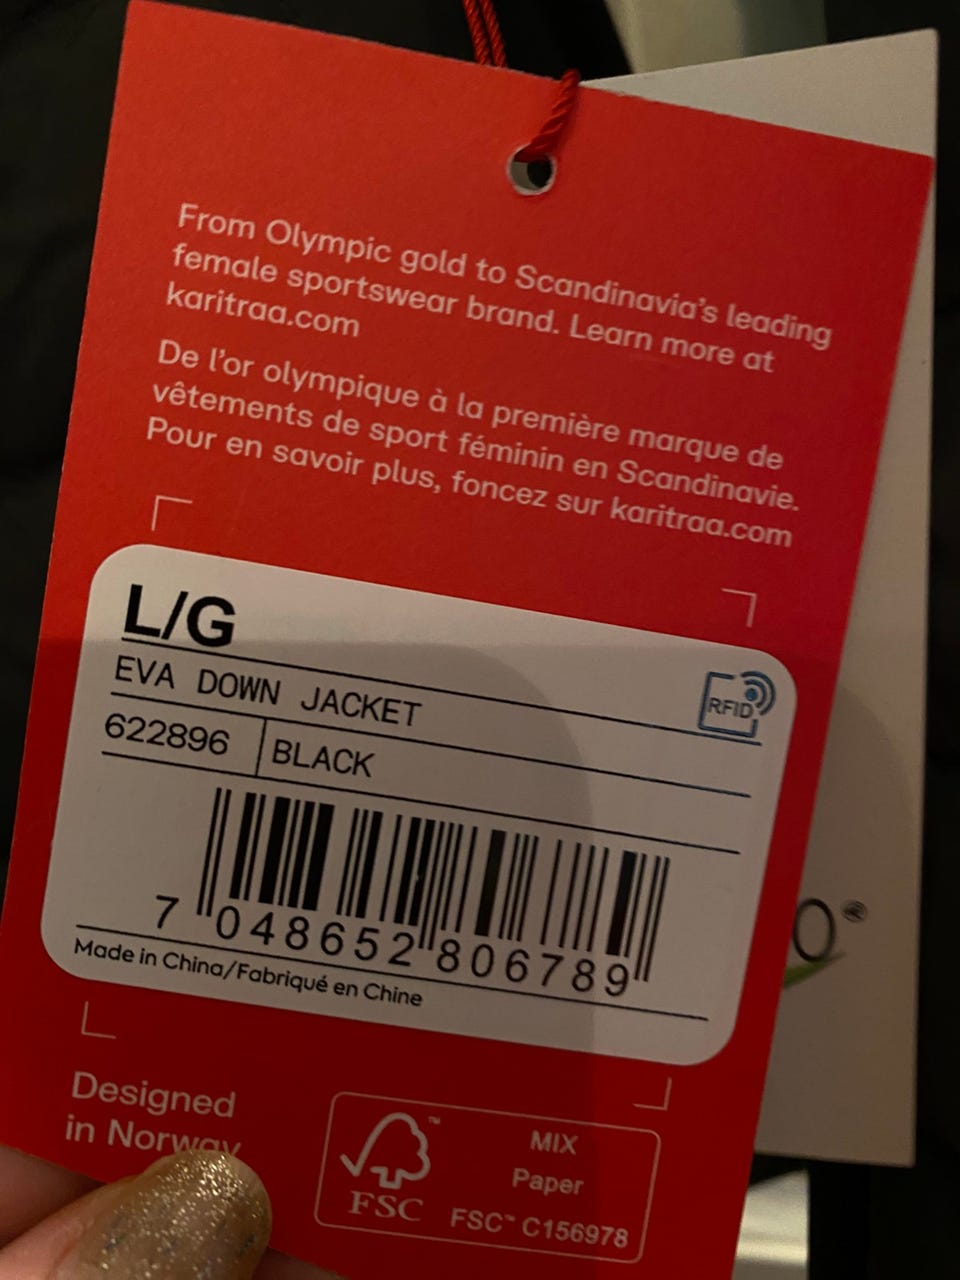 From Olympic gold to Scandinavia's leading
female sportswear brand. Learn more at
karitraa.com
De l'or olympique à la première marque de
vêtements de sport féminin en Scandinavie.
Pour en savoir plus, foncez sur karitraa.com
L/G
EVA DOWN JACKET
RFID
622896 BLACK
7 048652 806789
Made in China/Fabriqué en Chine
Designed
in Norway
FSC™
MIX
Paper
FSC™ C156978
O®